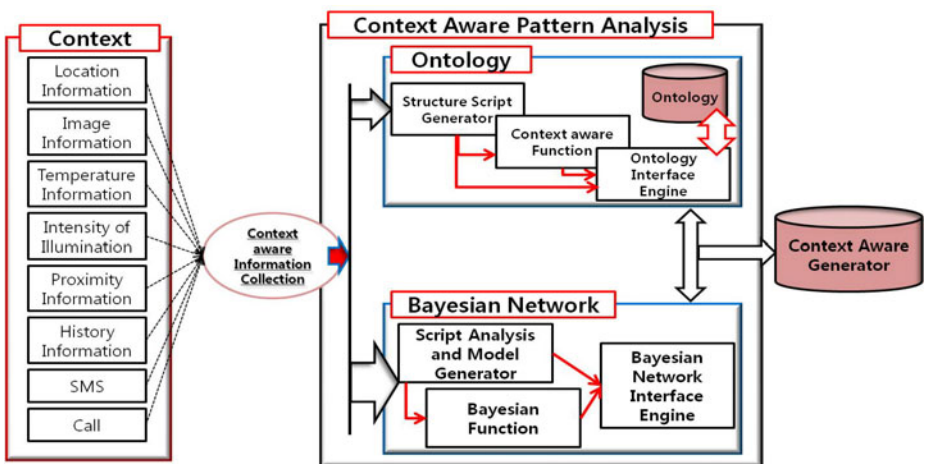 Context
Location
Information
Image
Information
Temperature
Information
Intensity of
Illumination
Proximity
Information
History
Information
SMS
Call
Context
aware
Information
Collection
Context Aware Pattern Analysis
Ontology
Structure Script
Generator
Context aware
Function
Ontology
Interface
Engine
Ontology
Bayesian Network
Script Analysis
and Model
Generator
Bayesian
Function
Bayesian
Network
Interface
Engine
Context Aware
Generator